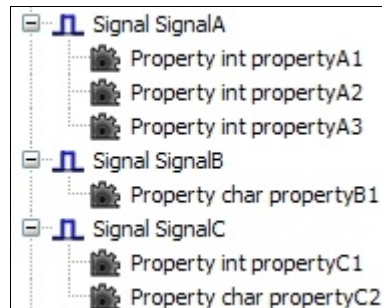 Signal SignalA
Property int propertyA1
Property int propertyA2
Property int propertyA3
Signal SignalB
Property char propertyB1
Signal SignalC
Property int propertyC1
Property char propertyC2